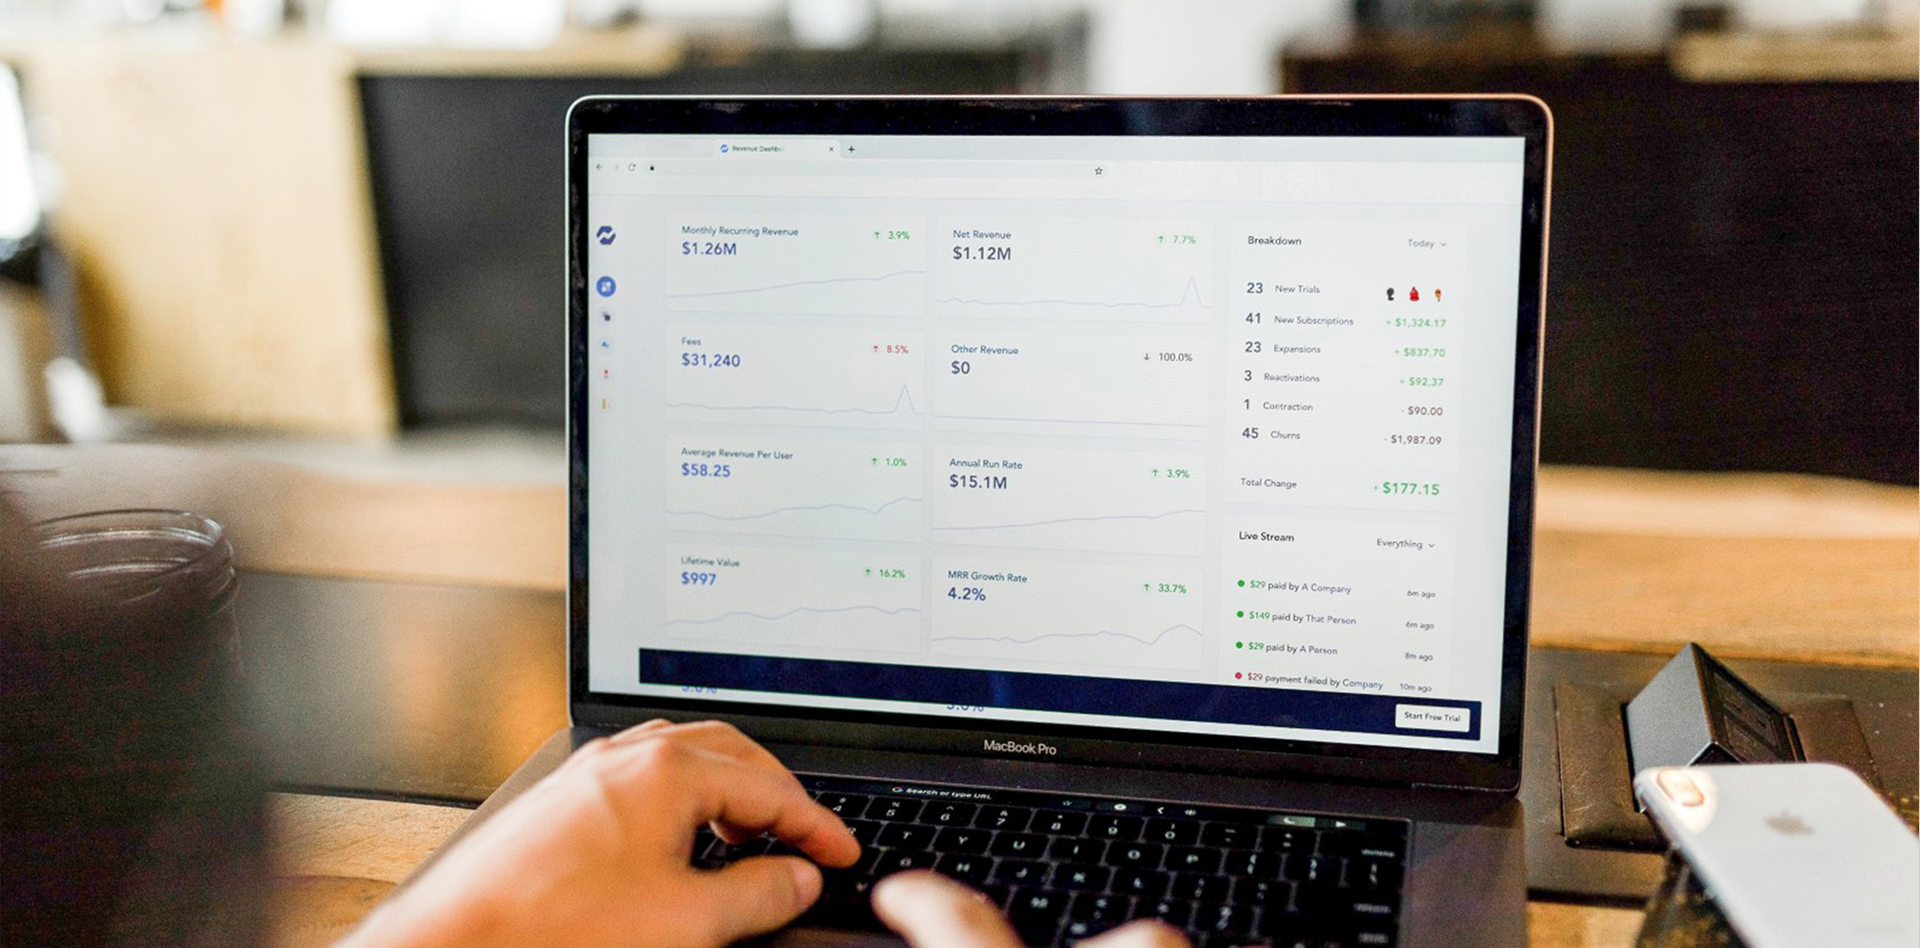 Revenue Dashbo
Monthly Recurring Revenue
↑ 3.9%
$1.26M
Net Revenue
↑ 7.7%
$1.12M
Fees
↑ 8.5%
$31,240
Other Revenue
↓ 100.0%
$0
Average Revenue Per User
↑ 1.0%
$58.25
Annual Run Rate
↑ 3.9%
$15.1M
Lifetime Value
↑ 16.2%
$997
MRR Growth Rate
↑ 33.7%
4.2%
Breakdown Today
23 New Trials
41 New Subscriptions + $1,324.17
23 Expansions + $837.70
3 Reactivations + $92.37
1 Contraction - $90.00
45 Churns - $1,987.09
Total Change + $177.15
Live Stream Everything
$29 paid by A Company 6m ago
$149 paid by That Person 6m ago
$29 paid by A Person 8m ago
$29 payment failed by Company 10m ago
Start Free Trial
MacBook Pro
Search or type URL